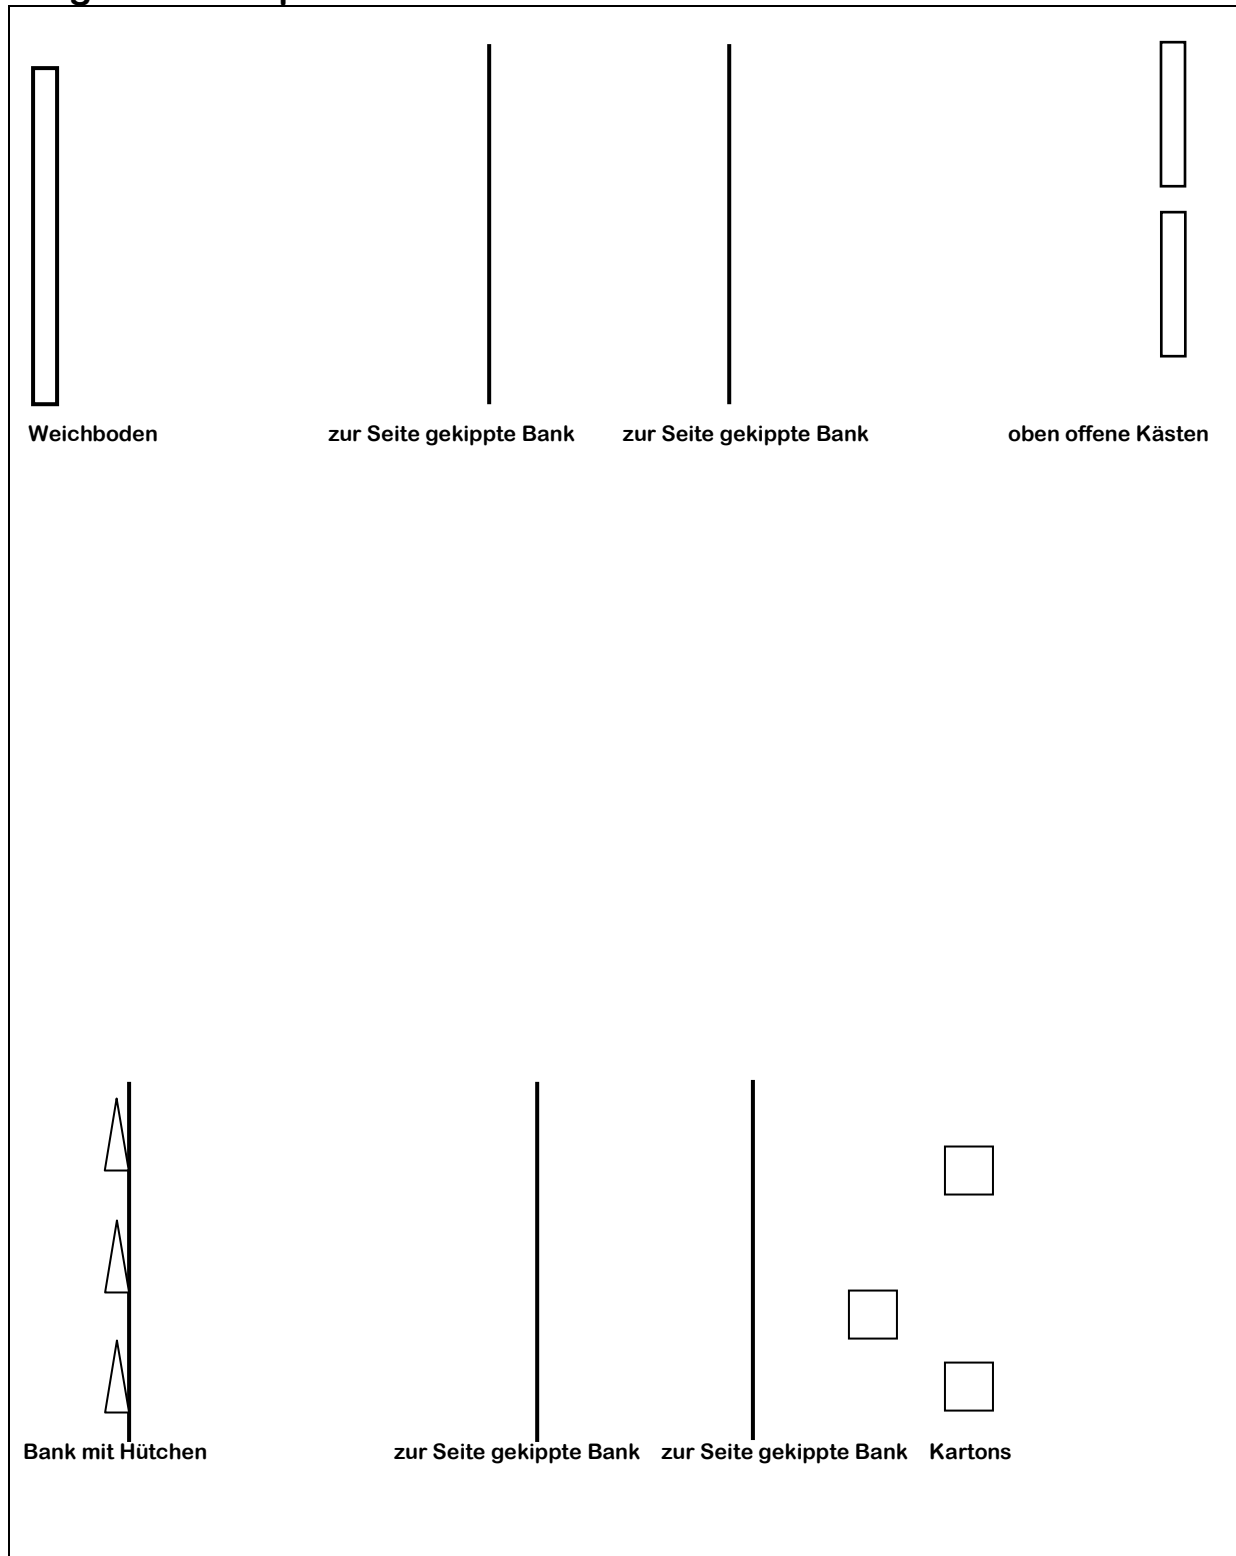 Weichboden
zur Seite gekippte Bank
zur Seite gekippte Bank
oben offene Kästen
Bank mit Hütchen
zur Seite gekippte Bank
zur Seite gekippte Bank
Kartons